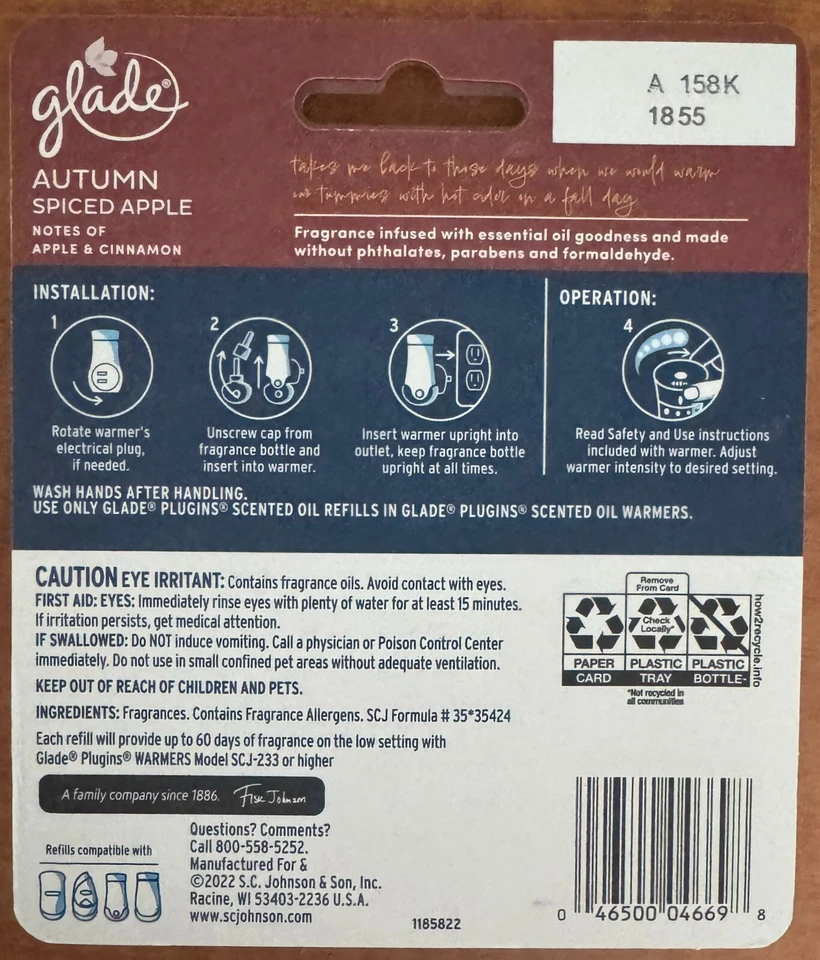 glade®
AUTUMN
SPICED APPLE
NOTES OF
APPLE & CINNAMON
A 158K
1855
takes me back to those days when we would warm
our tummies with hot cider on a fall day
Fragrance infused with essential oil goodness and made
without phthalates, parabens and formaldehyde.
INSTALLATION:
1
Rotate warmer's
electrical plug,
if needed.
2
Unscrew cap from
fragrance bottle and
insert into warmer.
3
Insert warmer upright into
outlet, keep fragrance bottle
upright at all times.
OPERATION:
4
Read Safety and Use instructions
included with warmer. Adjust
warmer intensity to desired setting.
WASH HANDS AFTER HANDLING.
USE ONLY GLADE® PLUGINS® SCENTED OIL REFILLS IN GLADE® PLUGINS® SCENTED OIL WARMERS.
CAUTION EYE IRRITANT: Contains fragrance oils. Avoid contact with eyes.
FIRST AID: EYES: Immediately rinse eyes with plenty of water for at least 15 minutes.
If irritation persists, get medical attention.
IF SWALLOWED: Do NOT induce vomiting. Call a physician or Poison Control Center
immediately. Do not use in small confined pet areas without adequate ventilation.
KEEP OUT OF REACH OF CHILDREN AND PETS.
INGREDIENTS: Fragrances. Contains Fragrance Allergens. SCJ Formula # 35*35424
Each refill will provide up to 60 days of fragrance on the low setting with
Glade® Plugins® WARMERS Model SCJ-233 or higher
A family company since 1886. Fisk Johnson
Refills compatible with
Questions? Comments?
Call 800-558-5252.
Manufactured For &
©2022 S.C. Johnson & Son, Inc.
Racine, WI 53403-2236 U.S.A.
www.scjohnson.com
1185822
Remove
From Card
Check
Locally*
PAPER
CARD
PLASTIC
TRAY
PLASTIC
BOTTLE-
*Not recycled in
all communities
how2recycle.info
0 46500 04669 8